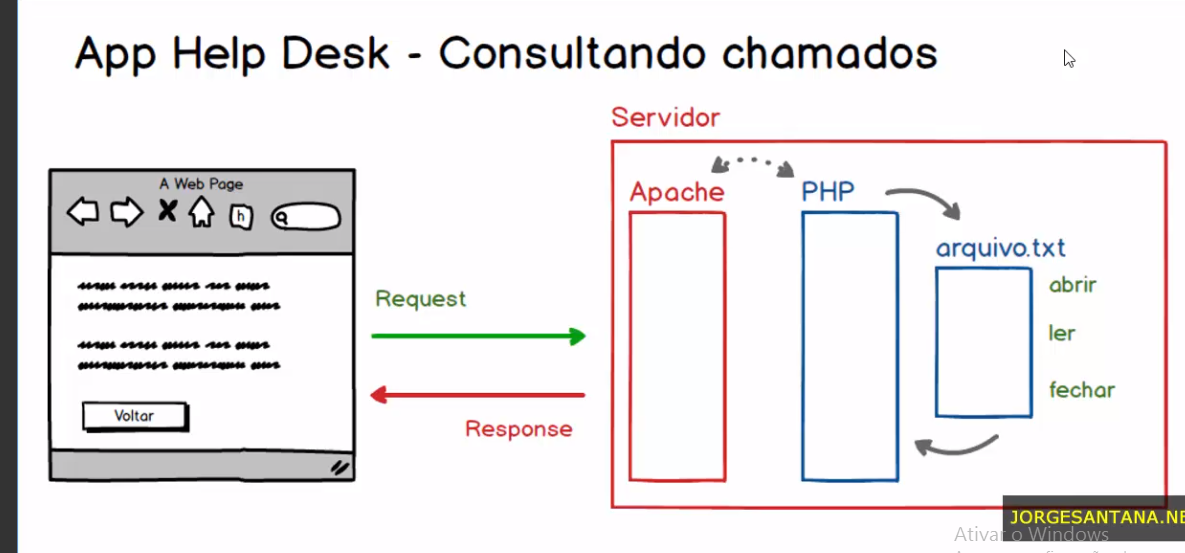 App Help Desk - Consultando chamados
Servidor
A Web Page
h
Apache
PHP
arquivo.txt
abrir
ler
fechar
Request
Response
Voltar
JORGESANTANA.NE
Ativar o Windows